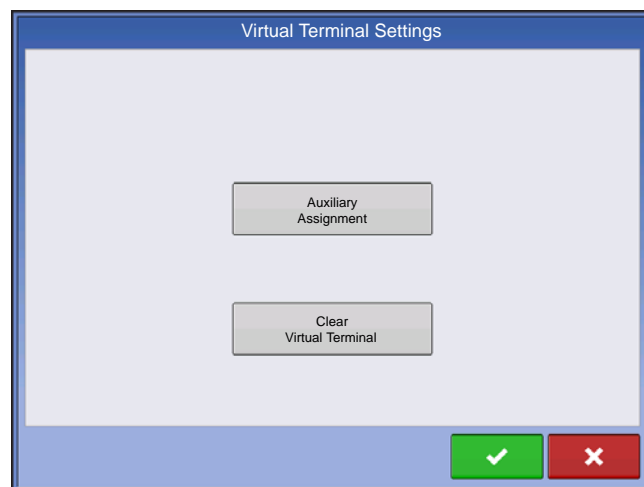 Virtual Terminal Settings
Auxiliary
Assignment
Clear
Virtual Terminal